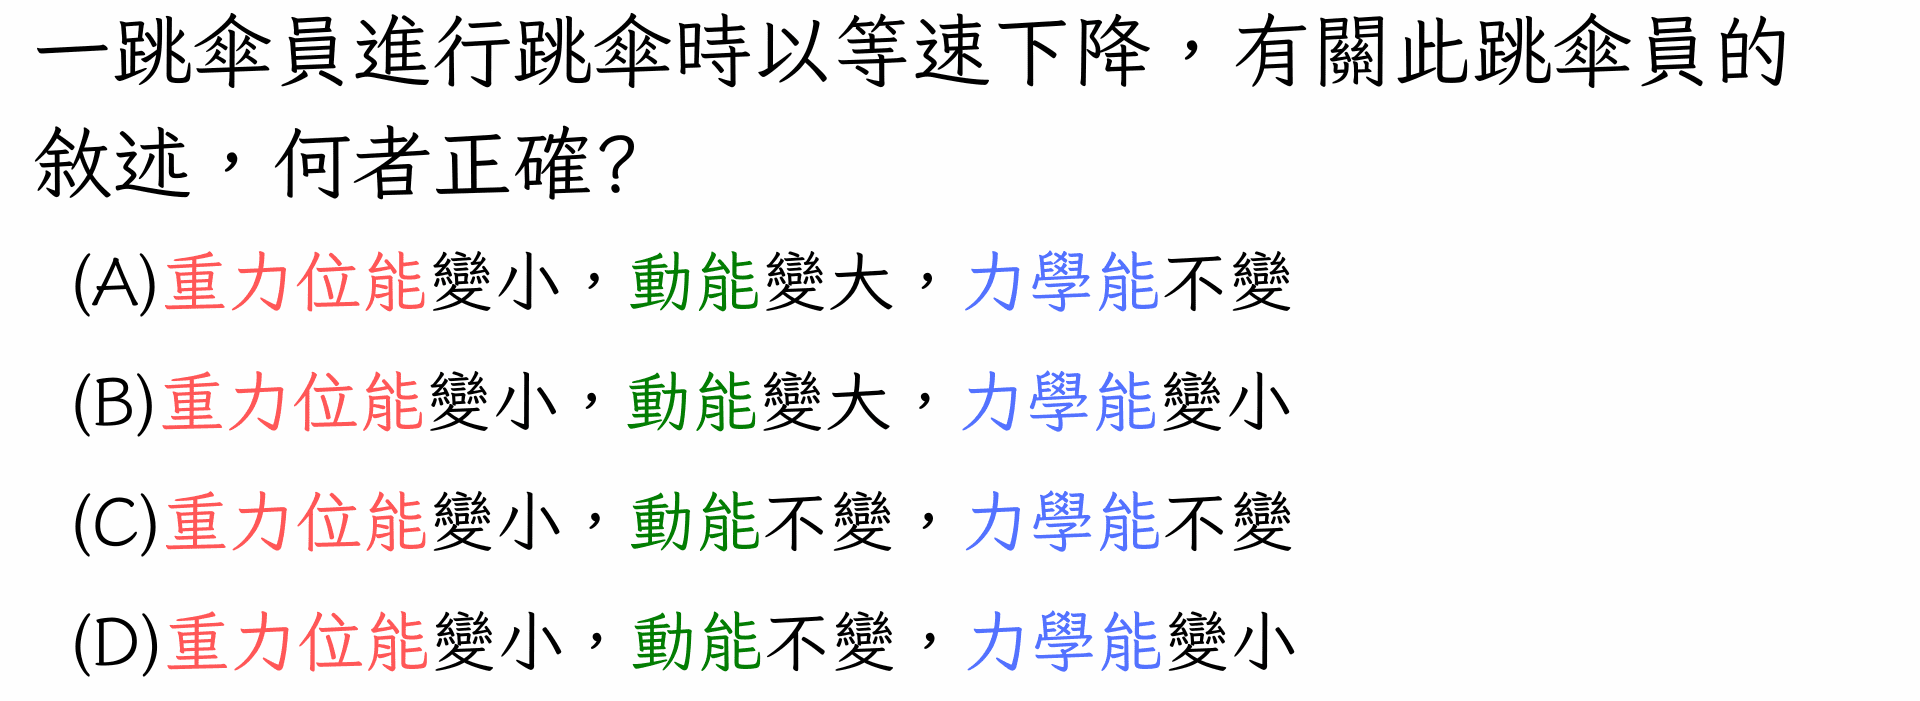 一跳傘員進行跳傘時以等速下降，有關此跳傘員的
敘述，何者正確?
(A)重力位能變小，動能變大，力學能不變
(B)重力位能變小，動能變大，力學能變小
(C)重力位能變小，動能不變，力學能不變
(D)重力位能變小，動能不變，力學能變小